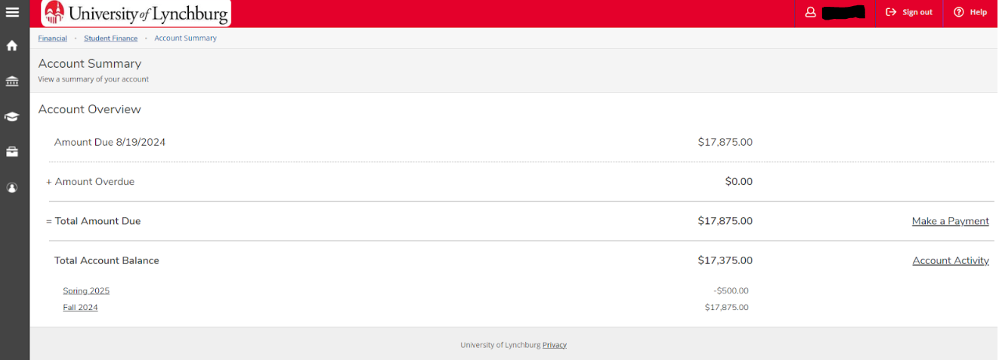 University of Lynchburg
Sign out
Help
Financial · Student Finance · Account Summary
Account Summary
View a summary of your account
Account Overview
Amount Due 8/19/2024 $17,875.00
+ Amount Overdue $0.00
= Total Amount Due $17,875.00 Make a Payment
Total Account Balance $17,375.00 Account Activity
Spring 2025 -$500.00
Fall 2024 $17,875.00
University of Lynchburg Privacy